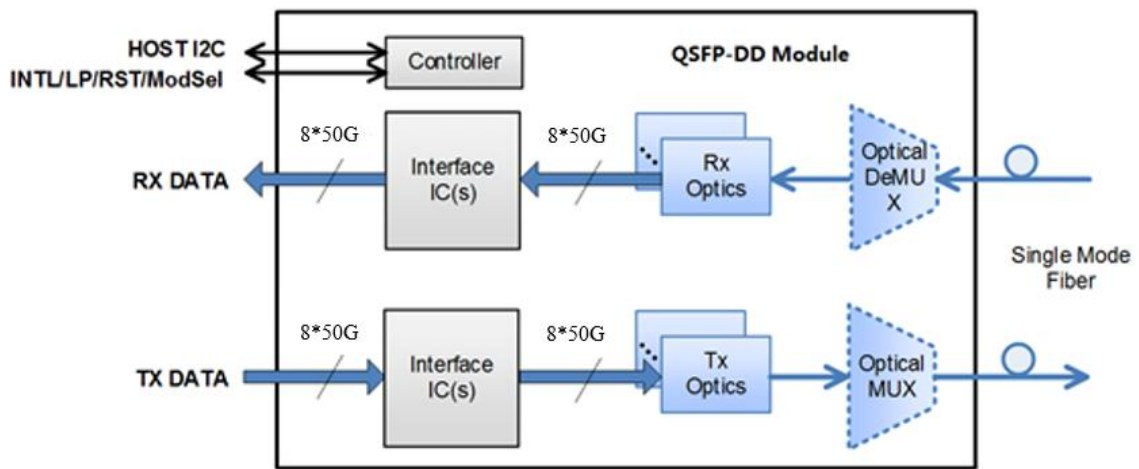 HOST I2C
INTL/LP/RST/ModSel
Controller
QSFP-DD Module
8*50G
8*50G
RX DATA
Interface
IC(s)
Rx
Optics
Optical
DeMU
X
Single Mode
Fiber
8*50G
8*50G
TX DATA
Interface
IC(s)
Tx
Optics
Optical
MUX